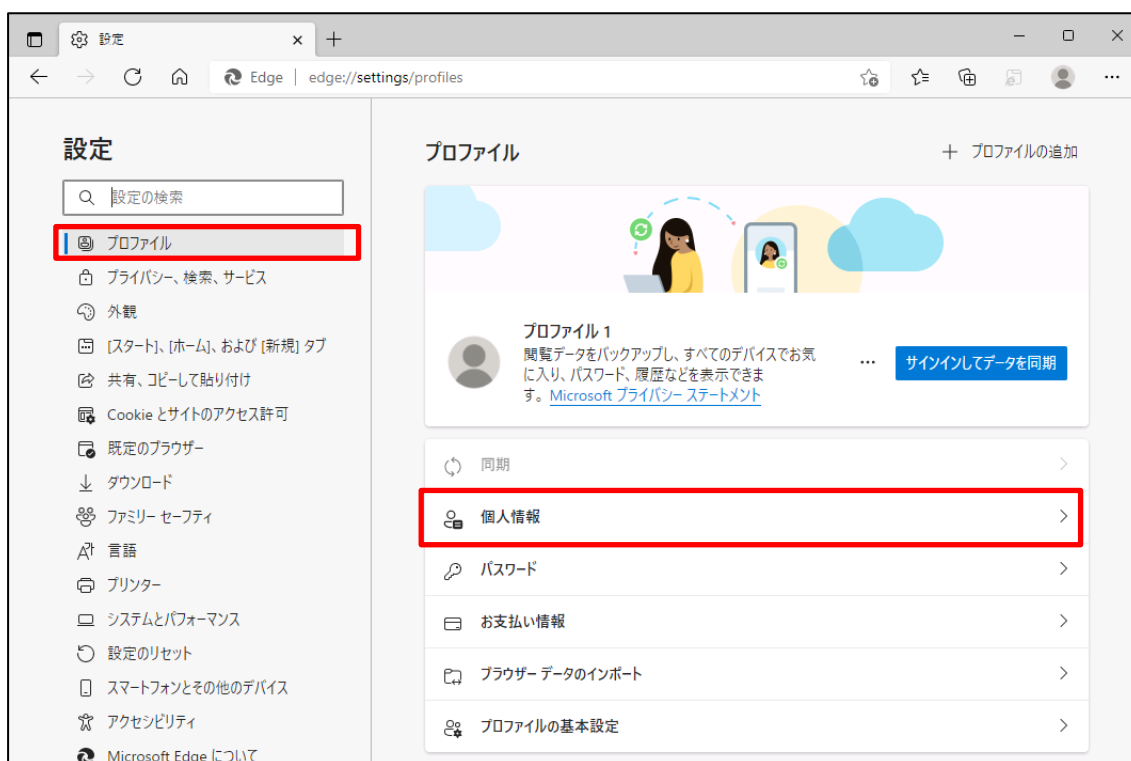 設定
Edge | edge://settings/profiles
設定
設定の検索
プロファイル
プライバシー、検索、サービス
外観
[スタート]、[ホーム]、および [新規] タブ
共有、コピーして貼り付け
Cookie とサイトのアクセス許可
既定のブラウザー
ダウンロード
ファミリー セーフティ
言語
プリンター
システムとパフォーマンス
設定のリセット
スマートフォンとその他のデバイス
アクセシビリティ
Microsoft Edge について
プロファイル
プロファイルの追加
プロファイル 1
閲覧データをバックアップし、すべてのデバイスでお気
に入り、パスワード、履歴などを表示できま
す。Microsoft プライバシー ステートメント
サインインしてデータを同期
同期
個人情報
パスワード
お支払い情報
ブラウザー データのインポート
プロファイルの基本設定